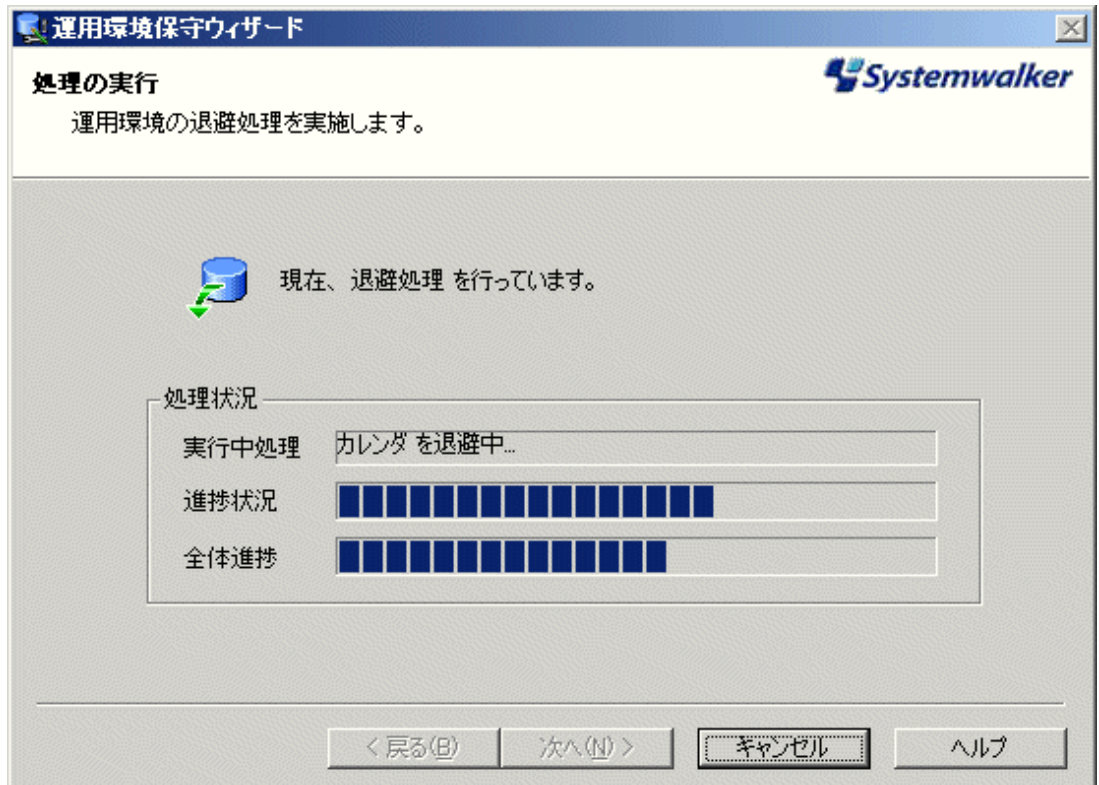 運用環境保守ウィザード
処理の実行
Systemwalker
運用環境の退避処理を実施します。
現在、退避処理 を行っています。
処理状況
実行中処理 カレンダ を退避中...
進捗状況
全体進捗
< 戻る(B) 次へ(N) > キャンセル ヘルプ